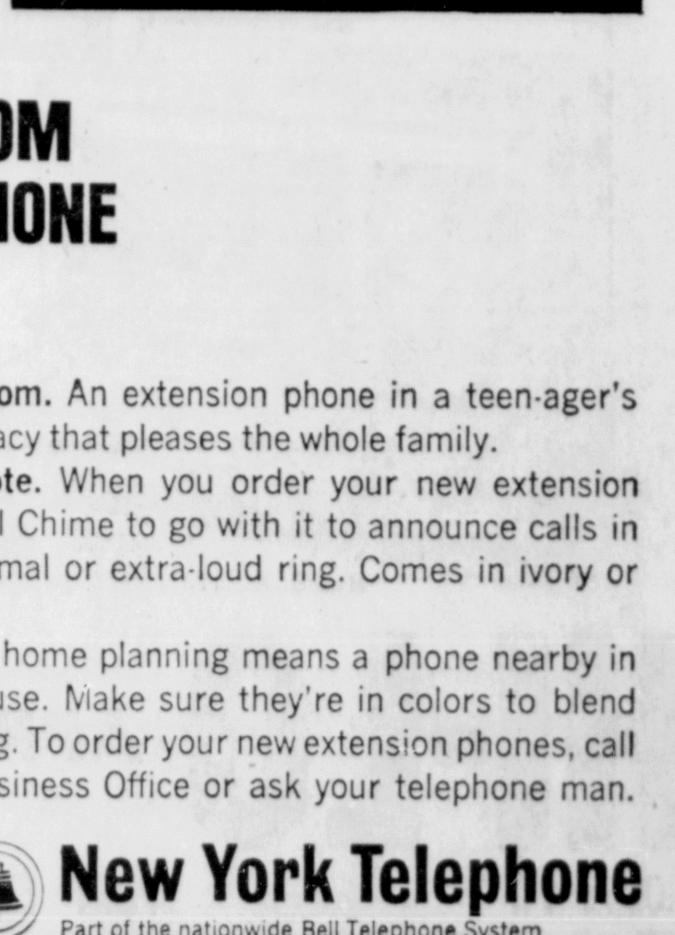 OM
HONE
om. An extension phone in a teen-ager's
acy that pleases the whole family.
ote. When you order your new extension
l Chime to go with it to announce calls in
mal or extra-loud ring. Comes in ivory or
home planning means a phone nearby in
use. Make sure they're in colors to blend
g. To order your new extension phones, call
siness Office or ask your telephone man.
New York Telephone
Part of the nationwide Bell Telephone System